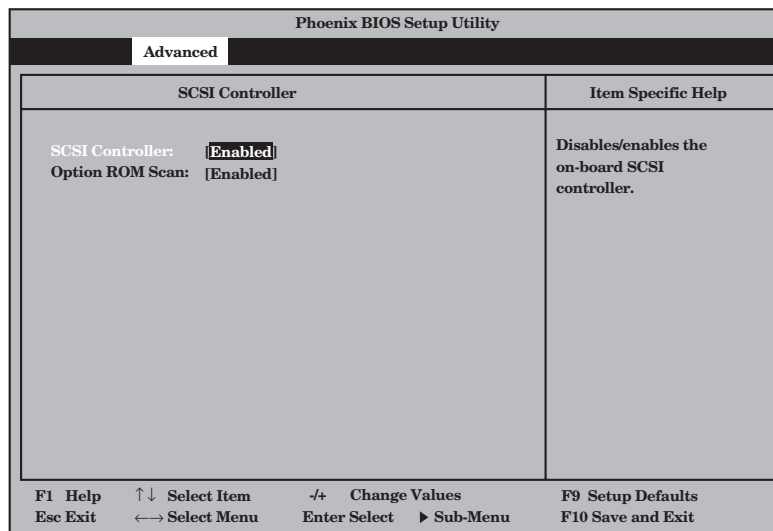 Phoenix BIOS Setup Utility
Advanced
SCSI Controller
Item Specific Help
SCSI Controller: [Enabled]
Option ROM Scan: [Enabled]
Disables/enables the
on-board SCSI
controller.
F1 Help ↑↓ Select Item -/+ Change Values F9 Setup Defaults
Esc Exit ←→ Select Menu Enter Select ▶ Sub-Menu F10 Save and Exit